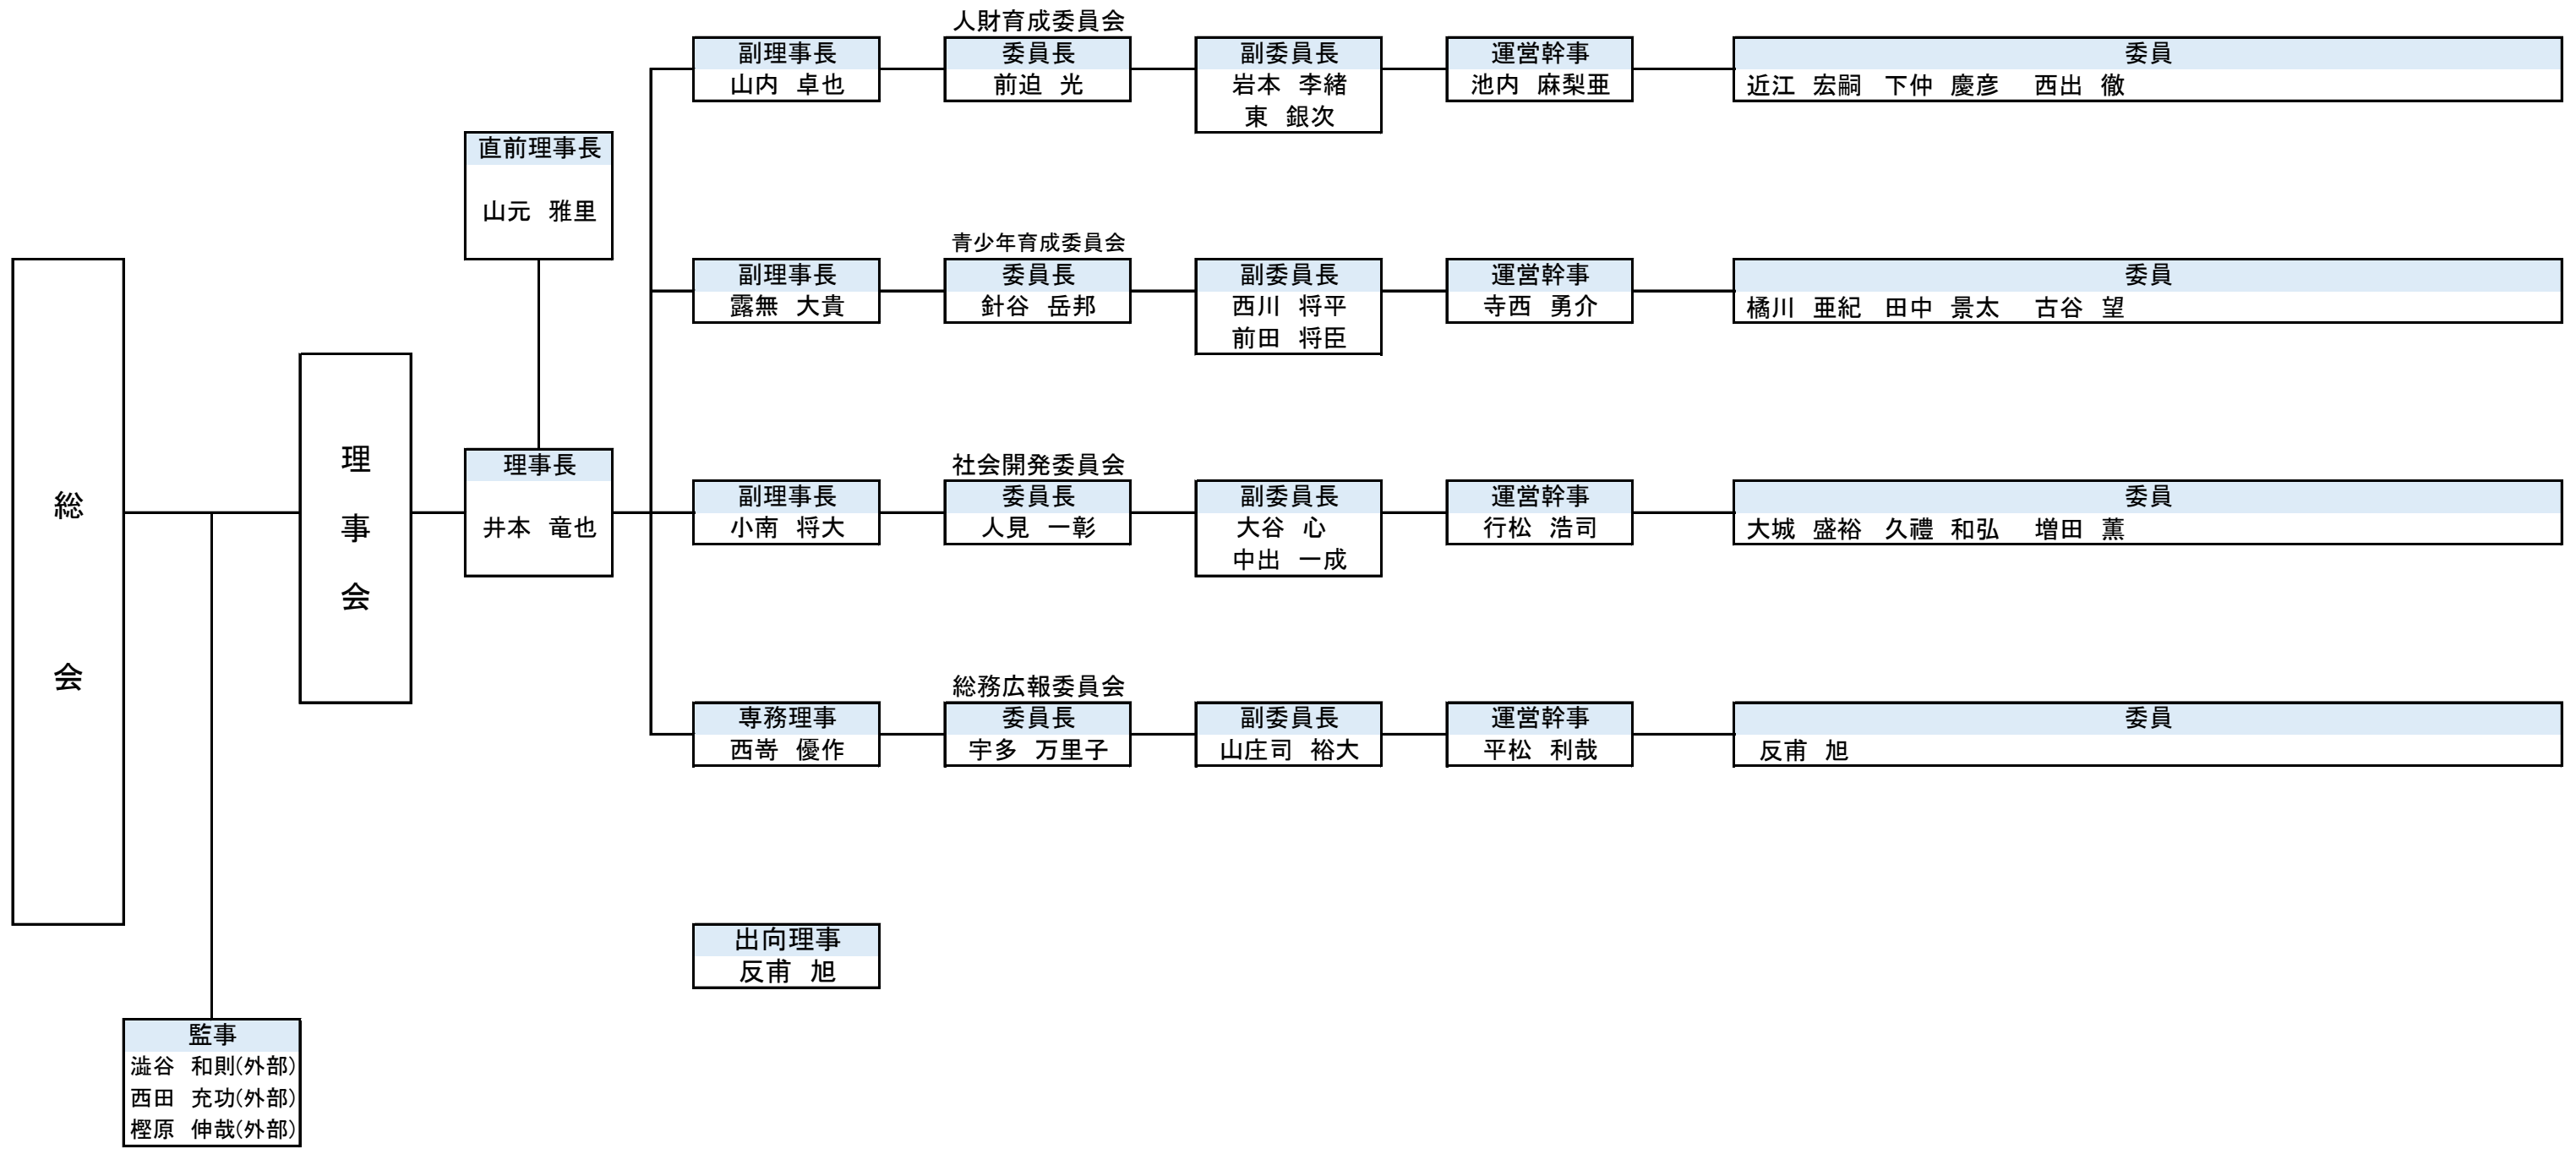 総
会
理
事
会
直前理事長
山元 雅里
理事長
井本 竜也
人財育成委員会
副理事長
山内 卓也
委員長
前迫 光
副委員長
岩本 李緒
東 銀次
運営幹事
池内 麻梨亜
委員
近江 宏嗣 下仲 慶彦 西出 徹
青少年育成委員会
副理事長
露無 大貴
委員長
針谷 岳邦
副委員長
西川 将平
前田 将臣
運営幹事
寺西 勇介
委員
橘川 亜紀 田中 景太 古谷 望
社会開発委員会
副理事長
小南 将大
委員長
人見 一彰
副委員長
大谷 心
中出 一成
運営幹事
行松 浩司
委員
大城 盛裕 久禮 和弘 増田 薫
総務広報委員会
専務理事
西嵜 優作
委員長
宇多 万里子
副委員長
山庄司 裕大
運営幹事
平松 利哉
委員
反甫 旭
出向理事
反甫 旭
監事
澁谷 和則(外部)
西田 充功(外部)
樫原 伸哉(外部)